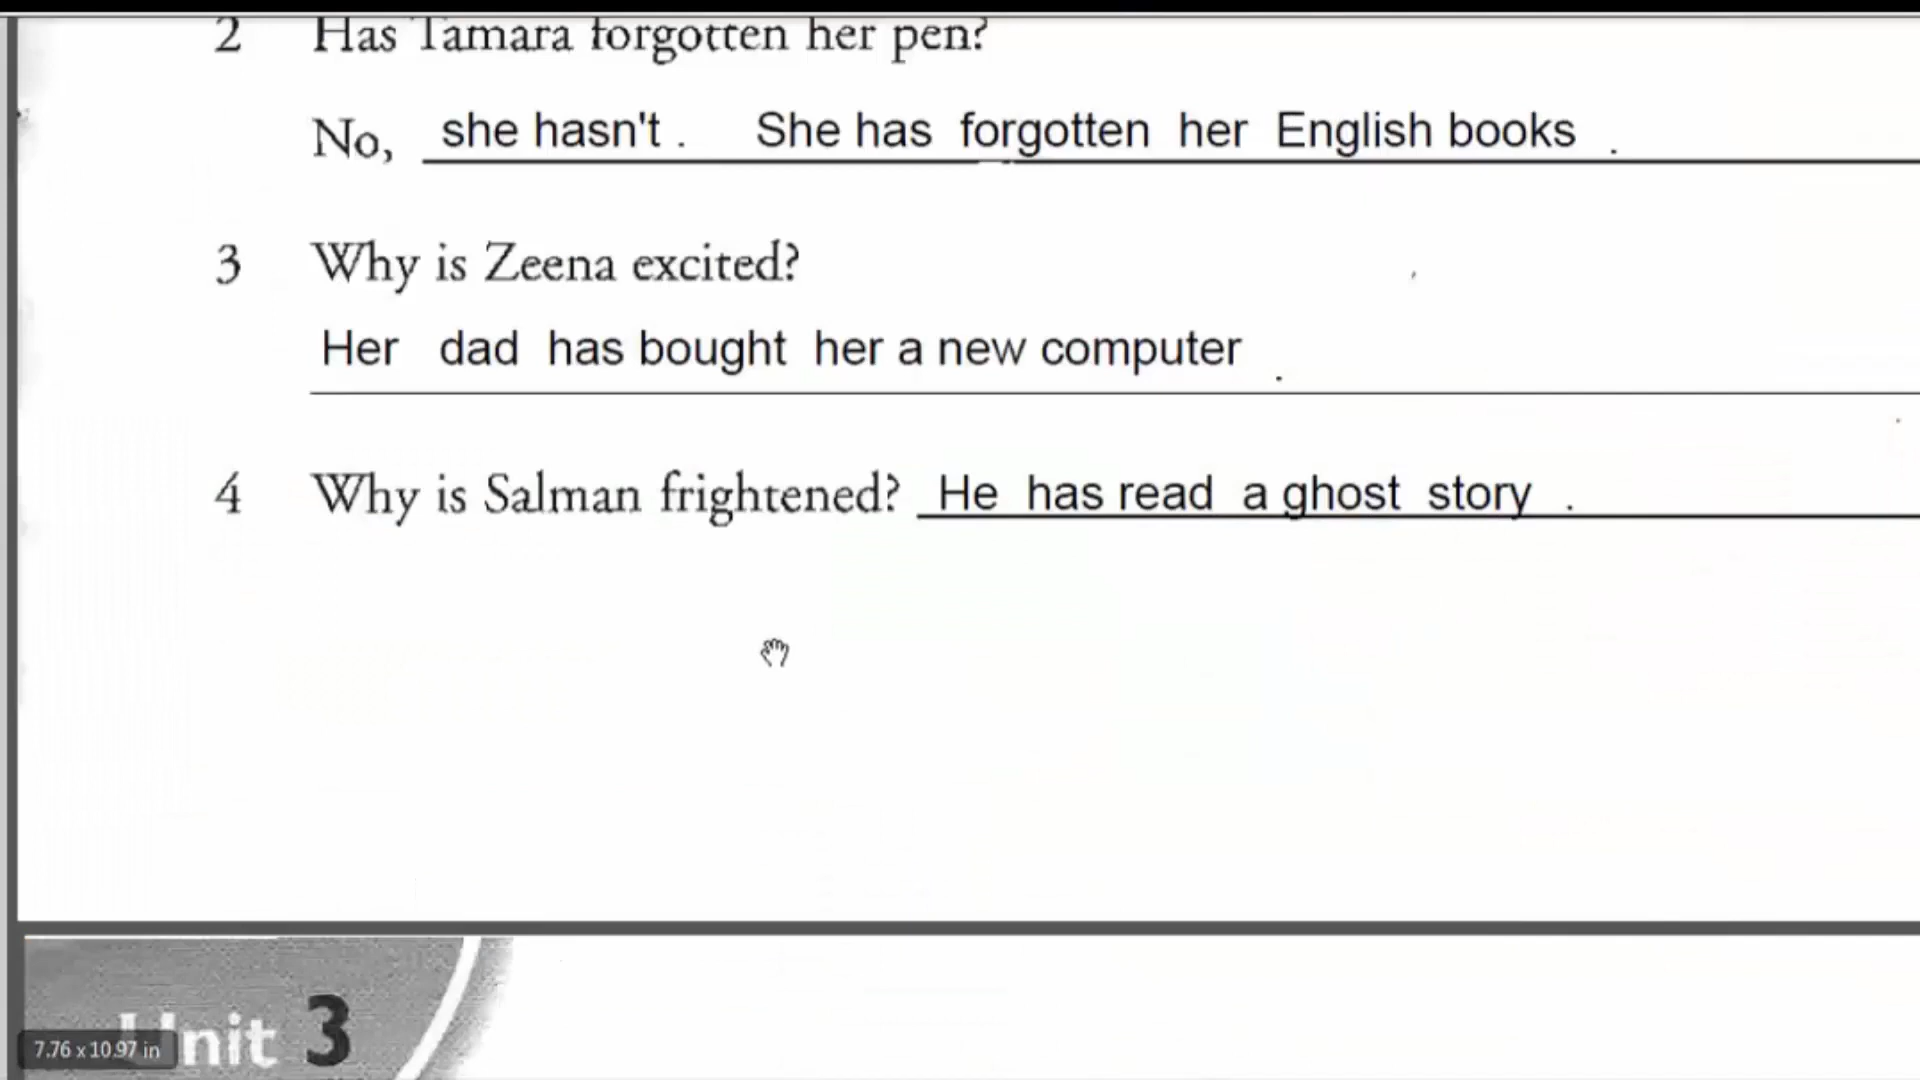 2 Has Tamara forgotten her pen?
No, she hasn't . She has forgotten her English books .
3 Why is Zeena excited?
Her dad has bought her a new computer .
4 Why is Salman frightened? He has read a ghost story .
Unit 3
7.76 x 10.97 in